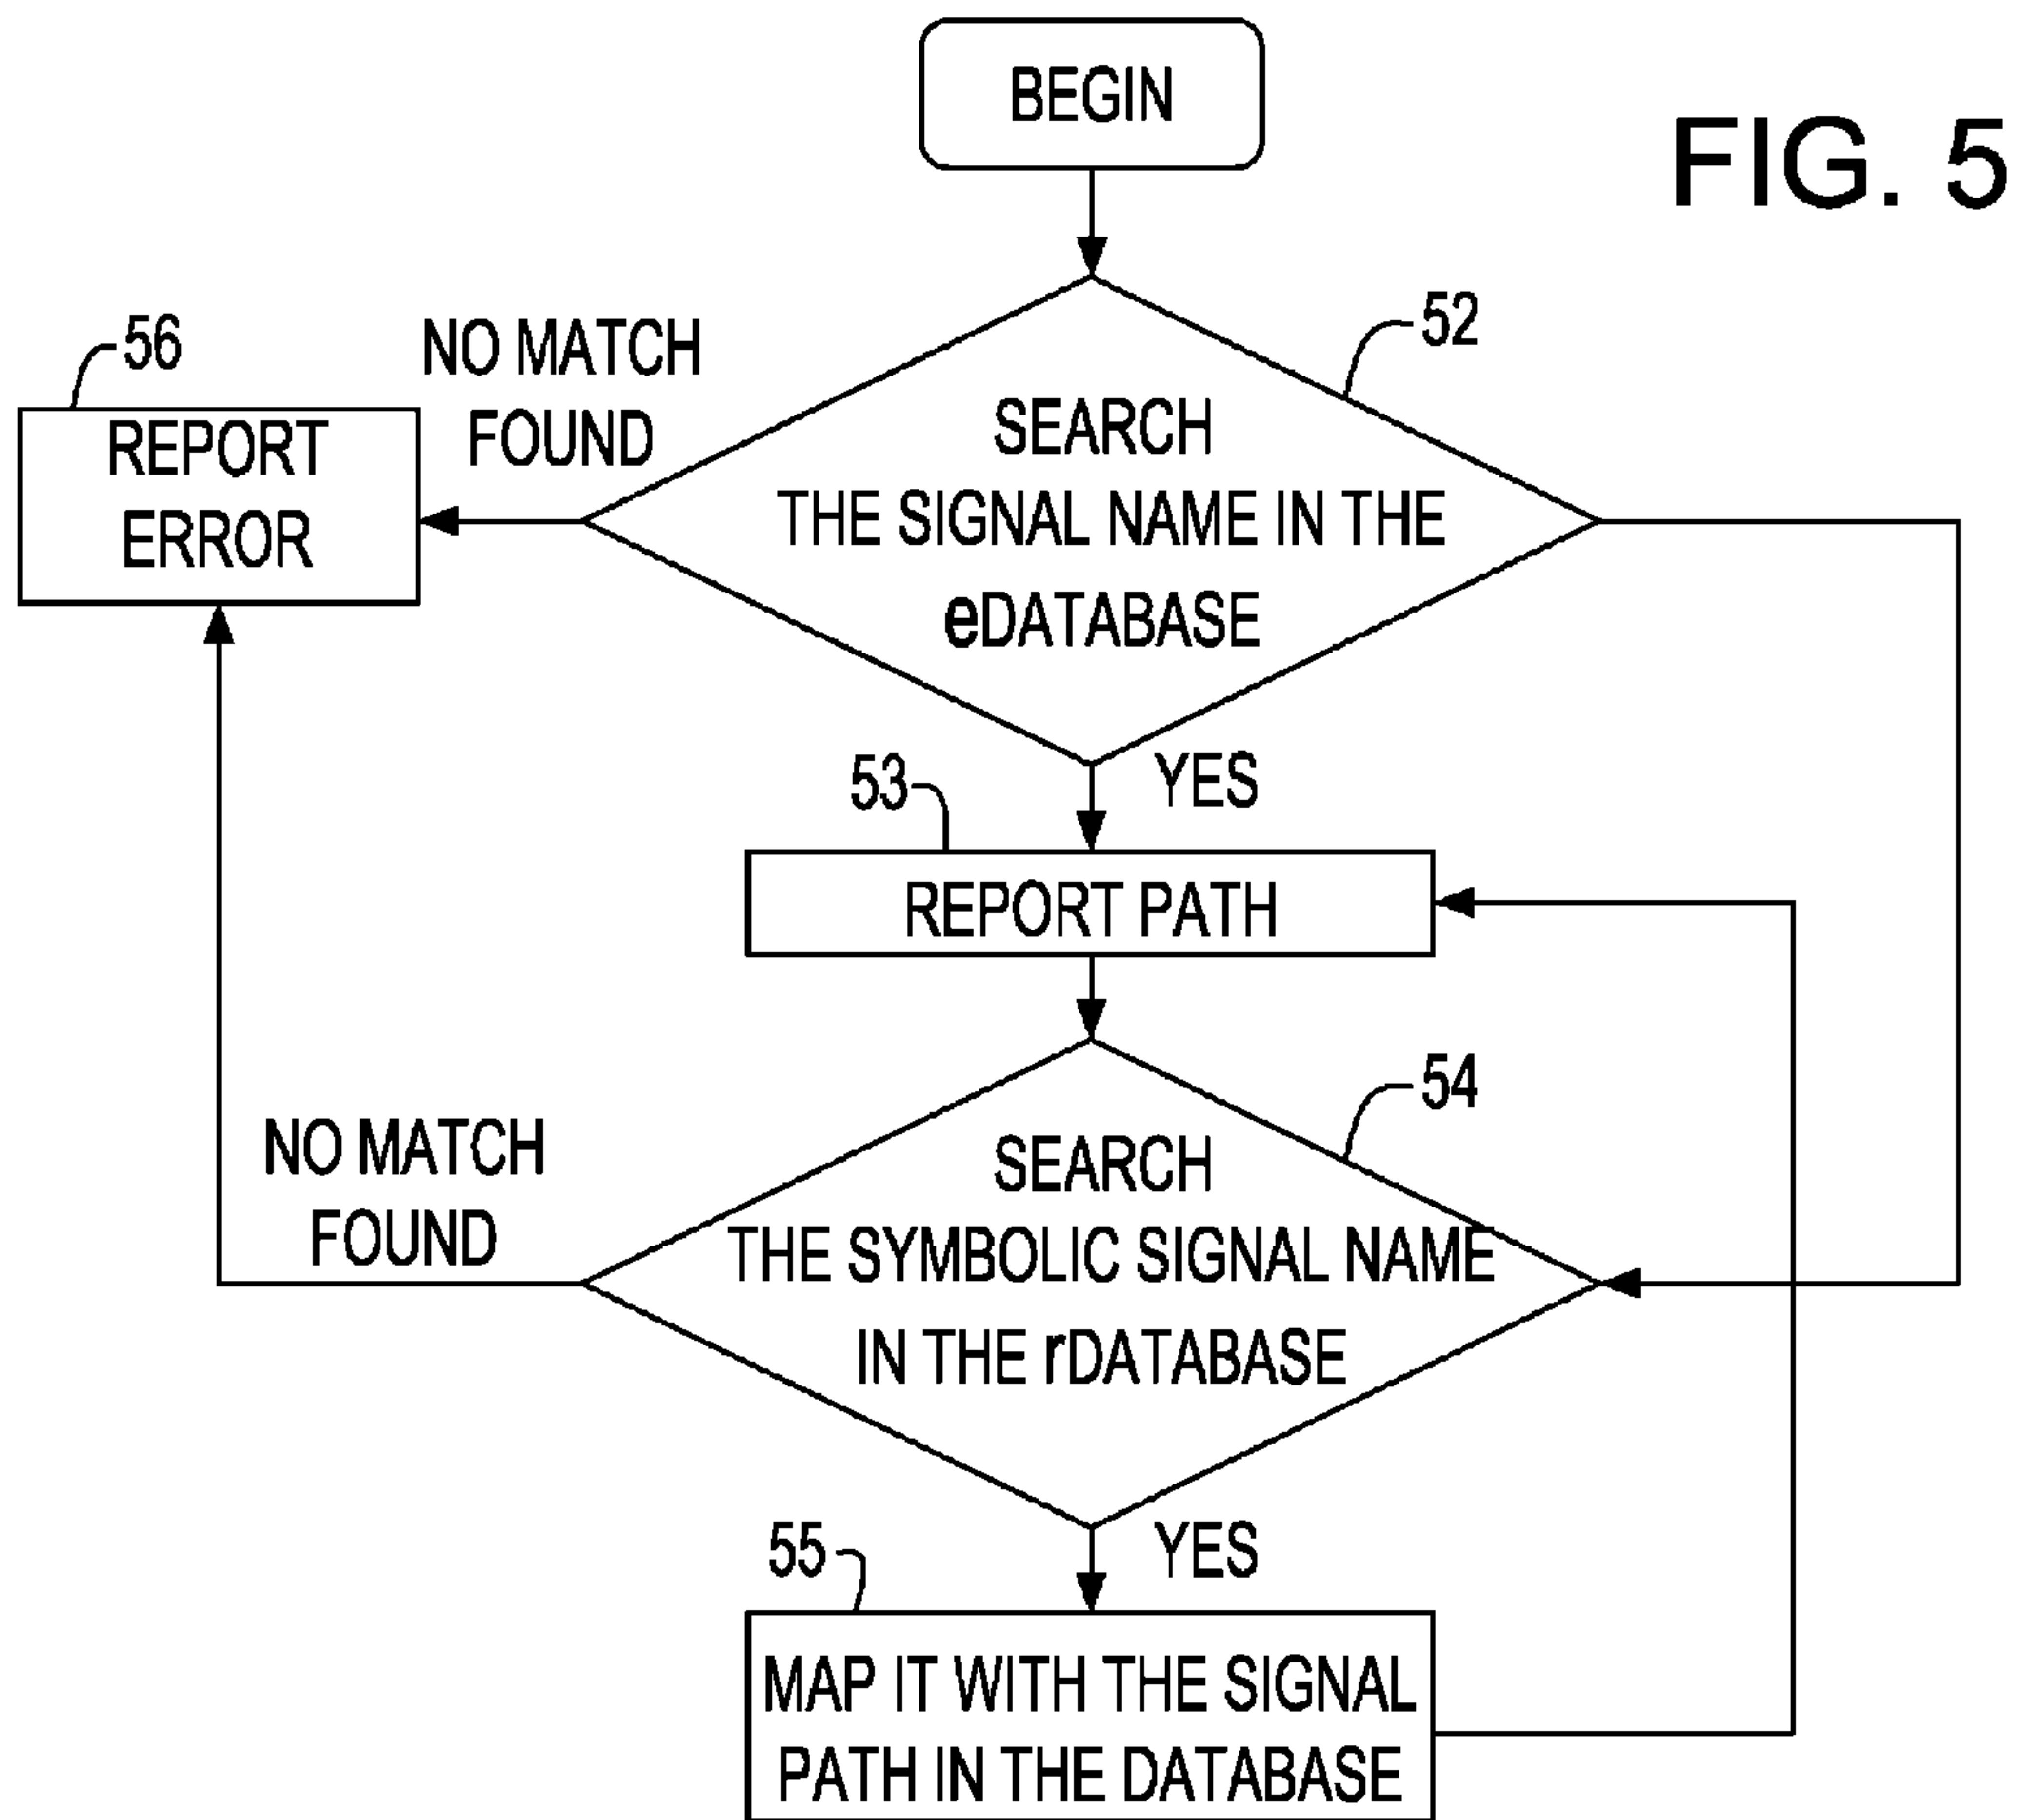 BEGIN
FIG. 5
52
56
NO MATCH
FOUND
REPORT
ERROR
SEARCH
THE SIGNAL NAME IN THE
eDATABASE
YES
53
REPORT PATH
54
NO MATCH
FOUND
SEARCH
THE SYMBOLIC SIGNAL NAME
IN THE rDATABASE
YES
55
MAP IT WITH THE SIGNAL
PATH IN THE DATABASE